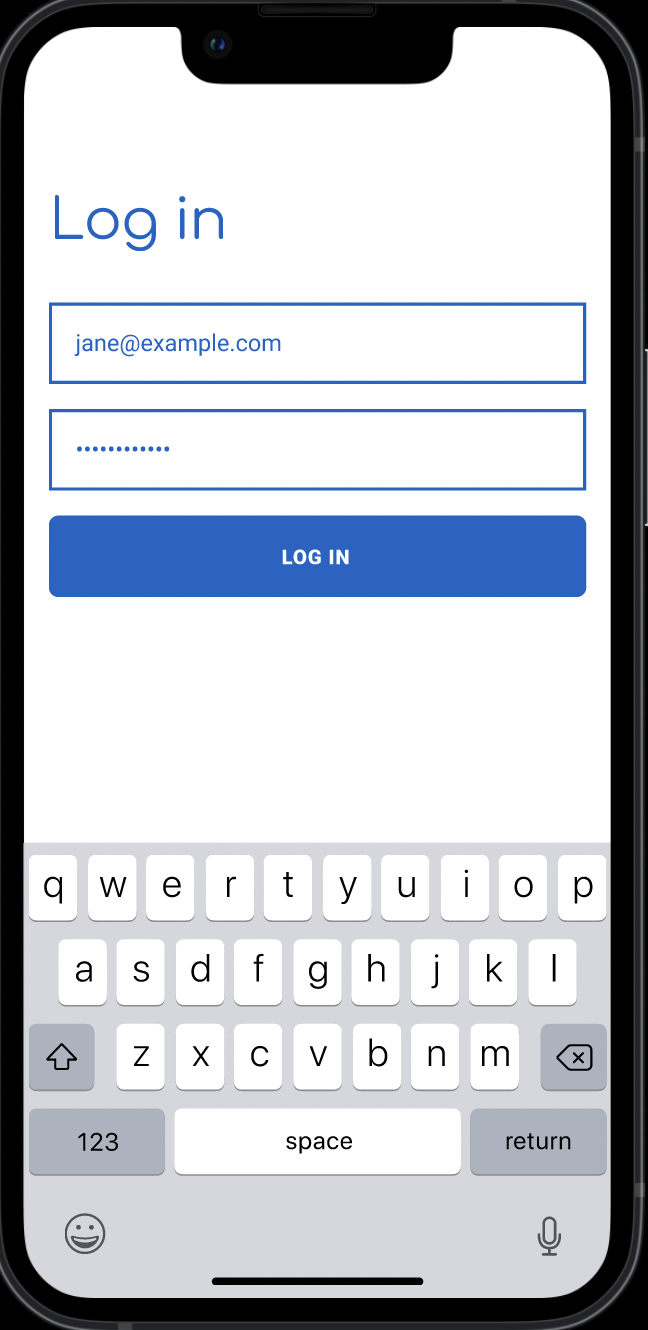 Log in
jane@example.com
••••••••••••
LOG IN
q w e r t y u i o p
a s d f g h j k l
z x c v b n m
123 space return